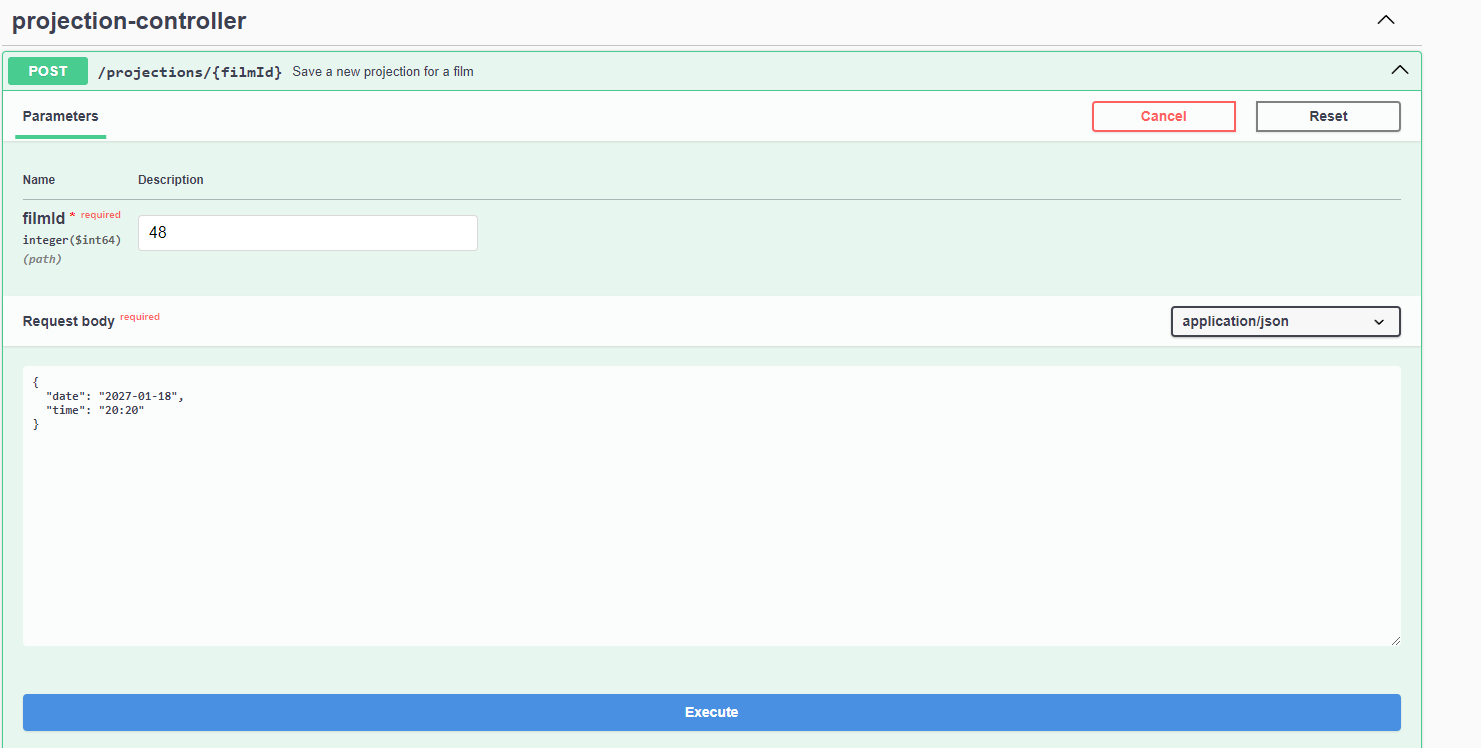 projection-controller
POST /projections/{filmId} Save a new projection for a film
Parameters Cancel Reset
Name Description
filmId * required
integer($int64) 48
(path)
Request body required application/json
{
  "date": "2027-01-18",
  "time": "20:20"
}
Execute